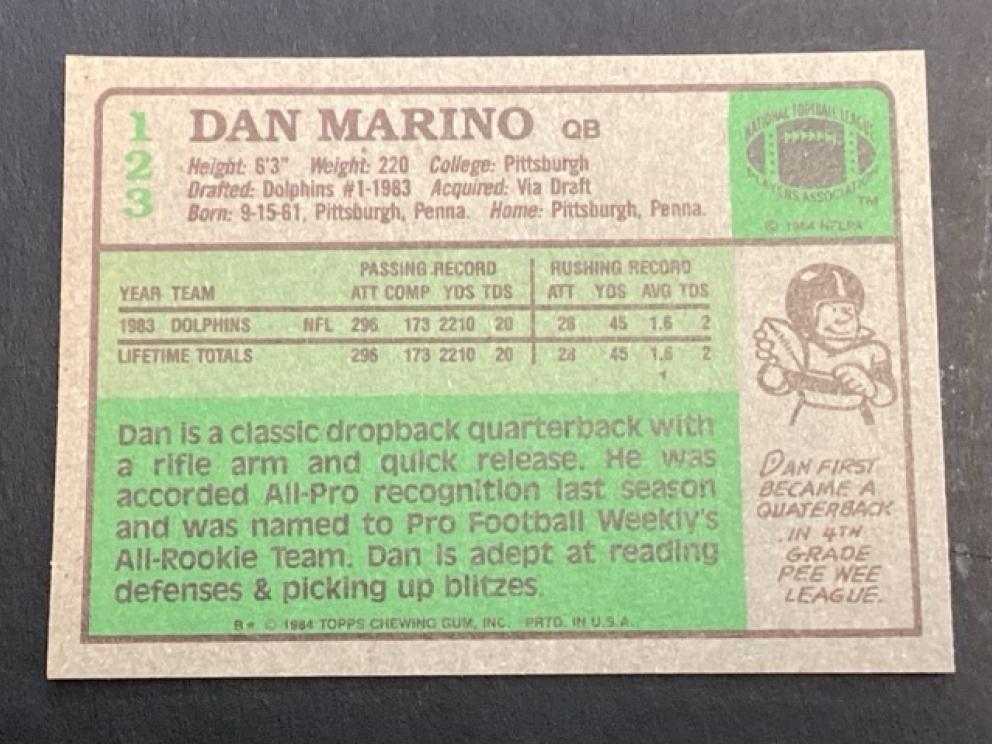 123
DAN MARINO QB
Height: 6'3" Weight: 220 College: Pittsburgh
Drafted: Dolphins #1-1983 Acquired: Via Draft
Born: 9-15-61, Pittsburgh, Penna. Home: Pittsburgh, Penna.
NATIONAL FOOTBALL LEAGUE
PLAYERS ASSOCIATION
TM
© 1984 NFLPA
PASSING RECORD RUSHING RECORD
YEAR TEAM ATT COMP YDS TDS ATT YDS AVG TDS
1983 DOLPHINS NFL 296 173 2210 20 28 45 1.6 2
LIFETIME TOTALS 296 173 2210 20 28 45 1.6 2
Dan is a classic dropback quarterback with
a rifle arm and quick release. He was
accorded All-Pro recognition last season
and was named to Pro Football Weekly's
All-Rookie Team. Dan is adept at reading
defenses & picking up blitzes.
DAN FIRST
BECAME A
QUATERBACK
IN 4TH
GRADE
PEE WEE
LEAGUE.
B* © 1984 TOPPS CHEWING GUM, INC. PRTD. IN U.S.A.